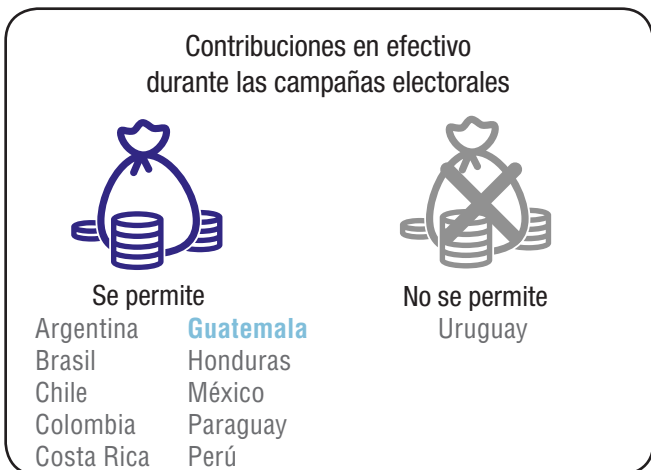 Contribuciones en efectivo
durante las campañas electorales
Se permite
Argentina
Brasil
Chile
Colombia
Costa Rica
Guatemala
Honduras
México
Paraguay
Perú
No se permite
Uruguay